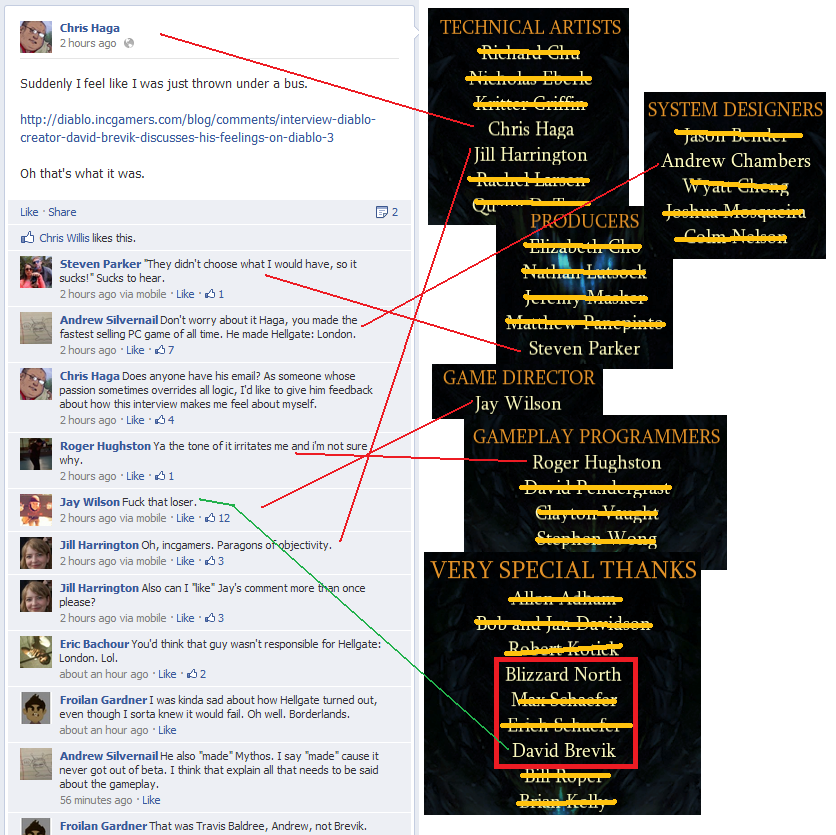 Chris Haga
2 hours ago
Suddenly I feel like I was just thrown under a bus.
http://diablo.incgamers.com/blog/comments/interview-diablo-
creator-david-brevik-discusses-his-feelings-on-diablo-3
Oh that's what it was.
Like · Share
2
Chris Willis likes this.
Steven Parker "They didn't choose what I would have, so it
sucks!" Sucks to hear.
2 hours ago via mobile · Like · 1
Andrew Silvernail Don't worry about it Haga, you made the
fastest selling PC game of all time. He made Hellgate: London.
2 hours ago · Like · 7
Chris Haga Does anyone have his email? As someone whose
passion sometimes overrides all logic, I'd like to give him feedback
about how this interview makes me feel about myself.
2 hours ago · Like · 4
Roger Hughston Ya the tone of it irritates me and i'm not sure
why.
2 hours ago · Like · 1
Jay Wilson Fuck that loser.
2 hours ago via mobile · Like · 12
Jill Harrington Oh, incgamers. Paragons of objectivity.
2 hours ago via mobile · Like · 3
Jill Harrington Also can I "like" Jay's comment more than once
please?
2 hours ago via mobile · Like · 3
Eric Bachour You'd think that guy wasn't responsible for Hellgate:
London. Lol.
about an hour ago · Like · 2
Froilan Gardner I was kinda sad about how Hellgate turned out,
even though I sorta knew it would fail. Oh well. Borderlands.
about an hour ago · Like
Andrew Silvernail He also "made" Mythos. I say "made" cause it
never got out of beta. I think that explain all that needs to be said
about the gameplay.
56 minutes ago · Like
Froilan Gardner That was Travis Baldree, Andrew, not Brevik.
TECHNICAL ARTISTS
Richard Chu
Nicholas Eberle
Kritter Griffin
Chris Haga
Jill Harrington
Rachel Larsen
SYSTEM DESIGNERS
Jason Bender
Andrew Chambers
Wyatt Cheng
Joshua Mosqueira
Colm Nelson
PRODUCERS
Elizabeth Cho
Nathan Lutsock
Jeremy Masker
Matthew Panepinto
Steven Parker
GAME DIRECTOR
Jay Wilson
GAMEPLAY PROGRAMMERS
Roger Hughston
David Pendergrast
Clayton Vaught
Stephen Wong
VERY SPECIAL THANKS
Allen Adham
Bob and Jan Davidson
Robert Kotick
Blizzard North
Max Schaefer
Erich Schaefer
David Brevik
Bill Roper
Brian Kelly